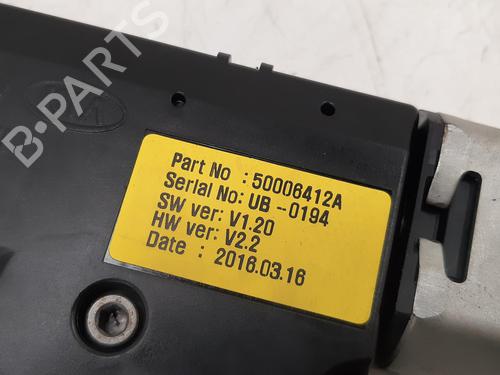 B-PARTS
Part No : 50006412A
Serial No: UB-0194
SW ver: V1.20
HW ver: V2.2
Date : 2016.03.16